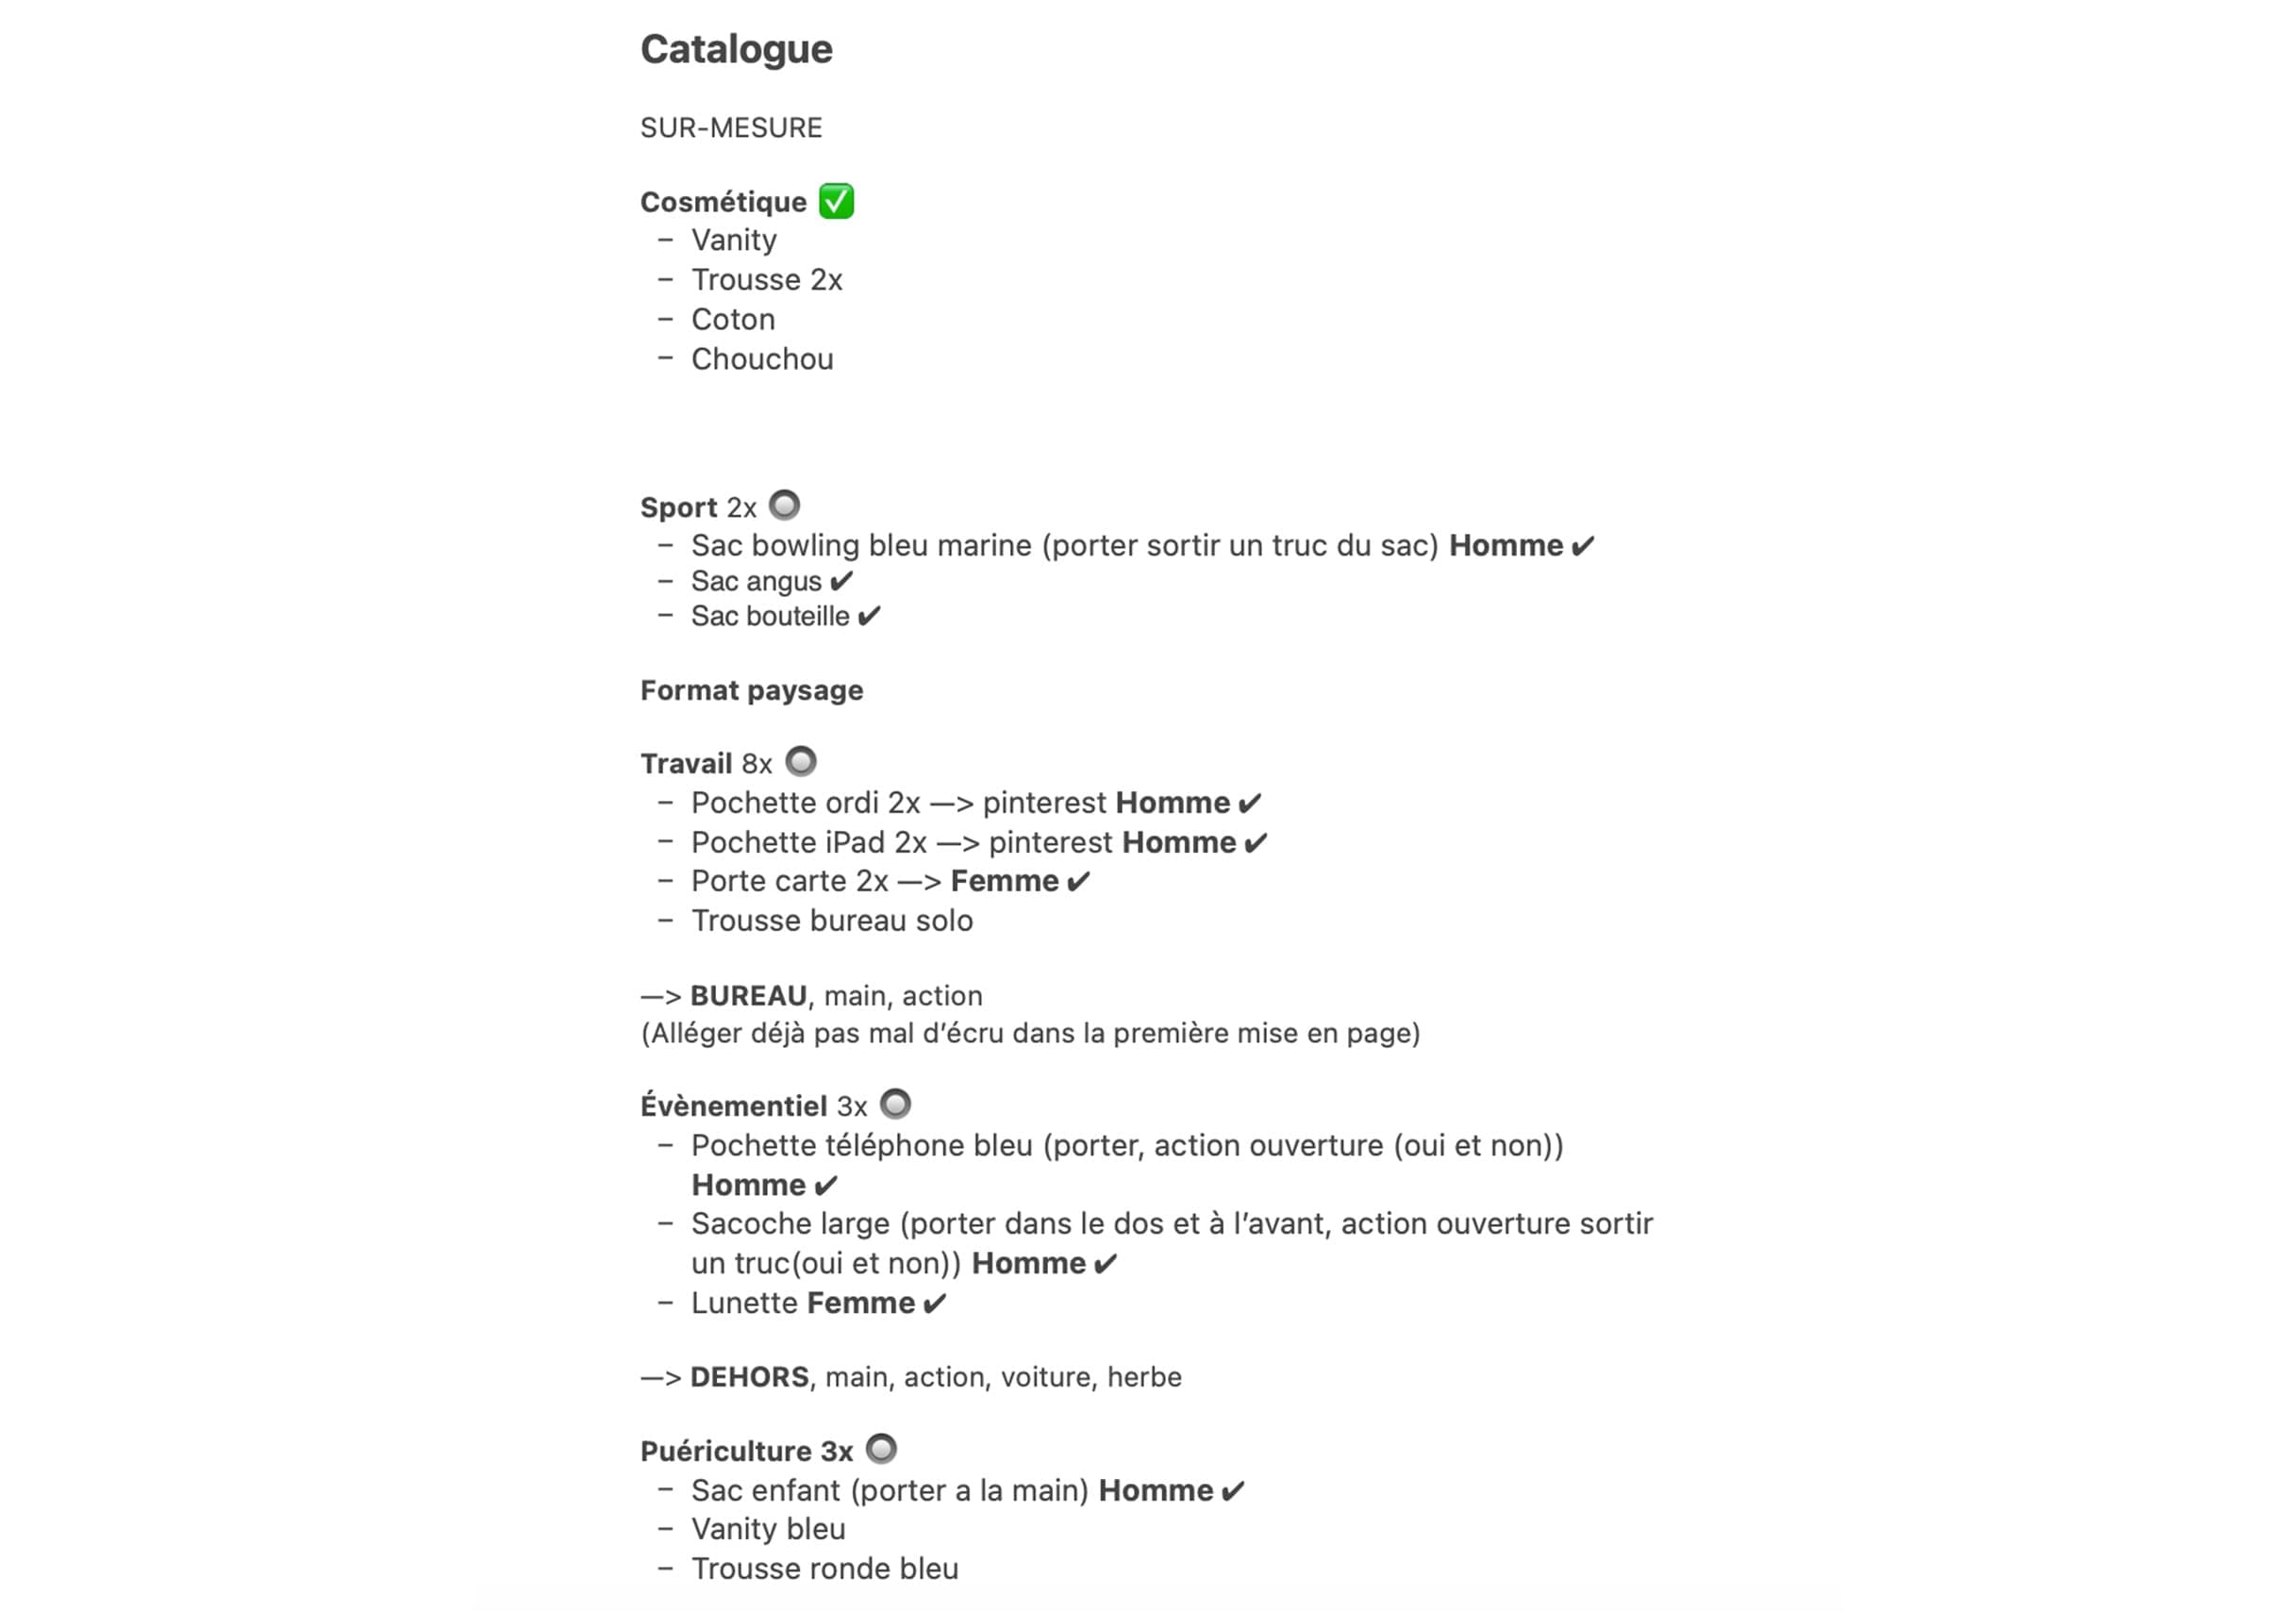 Catalogue
SUR-MESURE
Cosmétique ✅
– Vanity
– Trousse 2x
– Coton
– Chouchou
Sport 2x 🔘
– Sac bowling bleu marine (porter sortir un truc du sac) Homme ✔
– Sac angus ✔
– Sac bouteille ✔
Format paysage
Travail 8x 🔘
– Pochette ordi 2x —> pinterest Homme ✔
– Pochette iPad 2x —> pinterest Homme ✔
– Porte carte 2x —> Femme ✔
– Trousse bureau solo
—> BUREAU, main, action
(Alléger déjà pas mal d’écru dans la première mise en page)
Évènementiel 3x 🔘
– Pochette téléphone bleu (porter, action ouverture (oui et non))
Homme ✔
– Sacoche large (porter dans le dos et à l’avant, action ouverture sortir
un truc(oui et non)) Homme ✔
– Lunette Femme ✔
—> DEHORS, main, action, voiture, herbe
Puériculture 3x 🔘
– Sac enfant (porter a la main) Homme ✔
– Vanity bleu
– Trousse ronde bleu